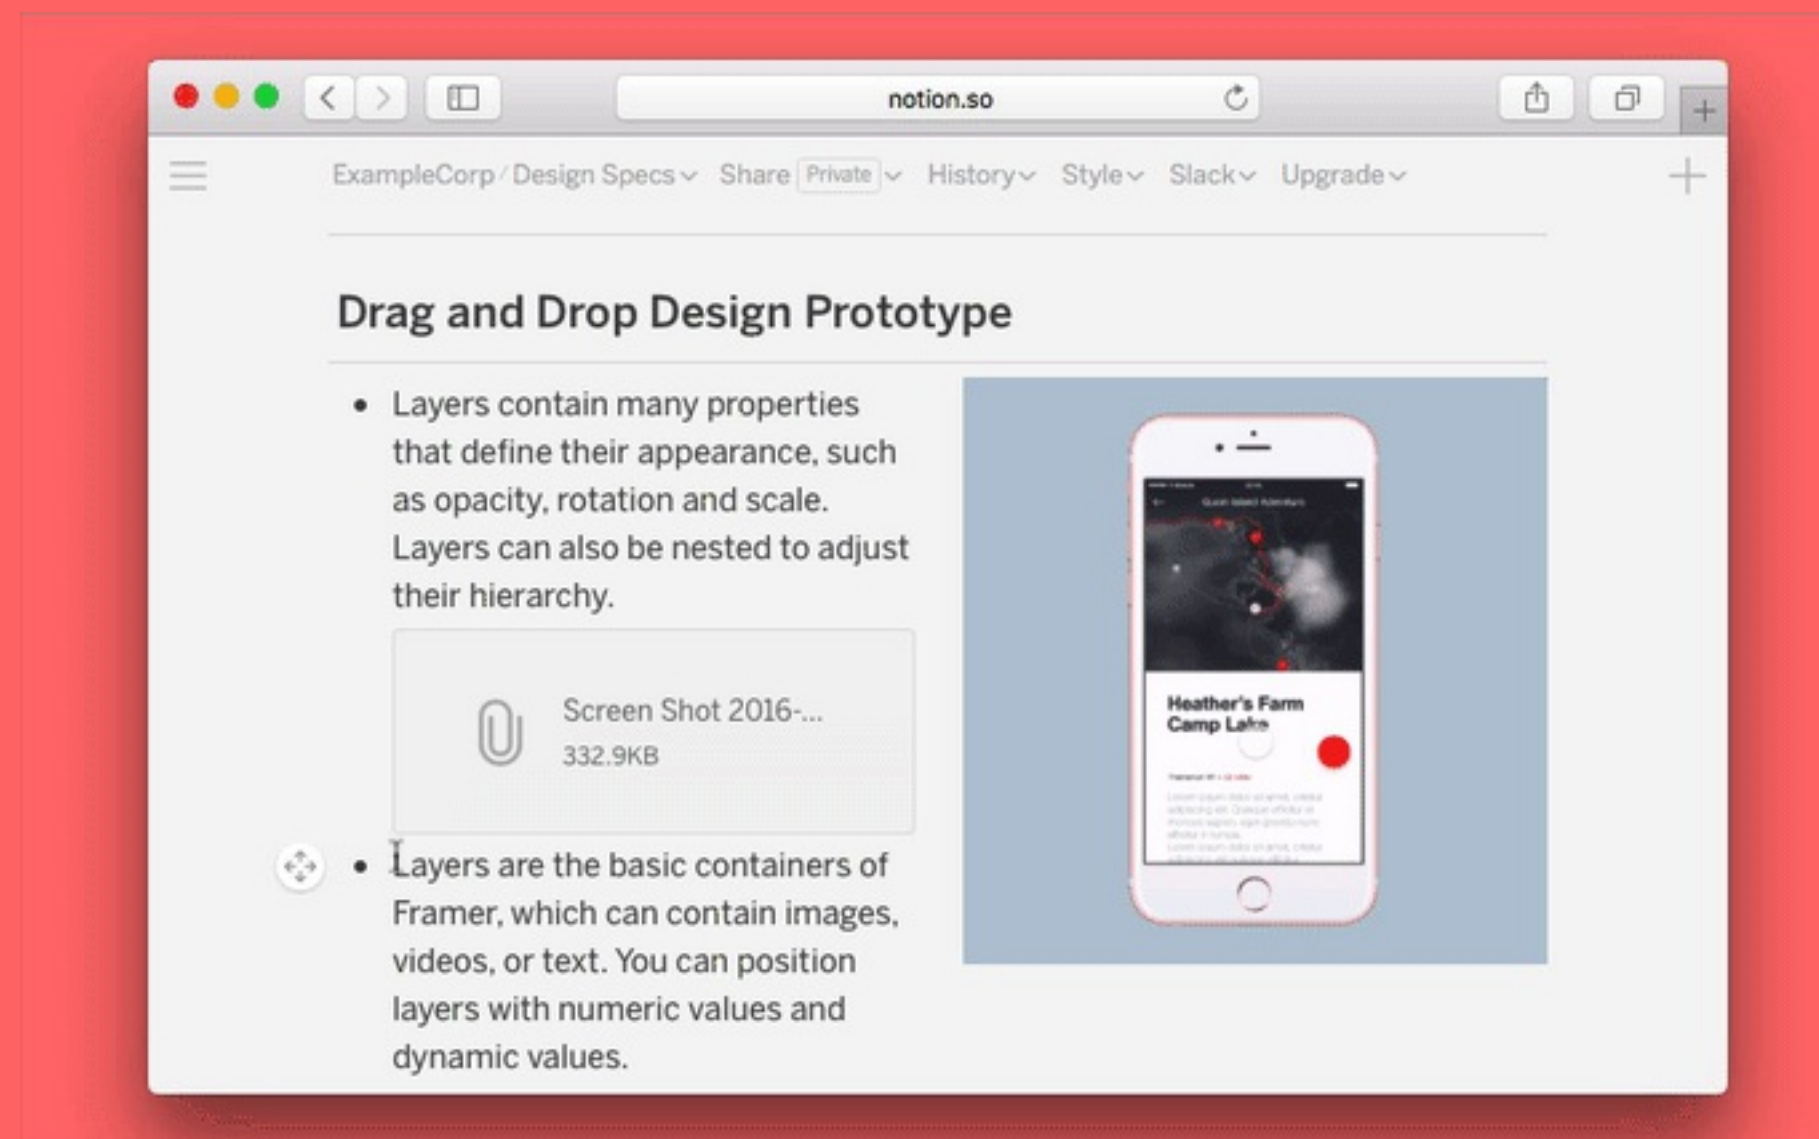 notion.so
ExampleCorp / Design Specs Share Private History Style Slack Upgrade
Drag and Drop Design Prototype
• Layers contain many properties
that define their appearance, such
as opacity, rotation and scale.
Layers can also be nested to adjust
their hierarchy.
Screen Shot 2016-...
332.9KB
• Layers are the basic containers of
Framer, which can contain images,
videos, or text. You can position
layers with numeric values and
dynamic values.
Heather's Farm
Camp Lake